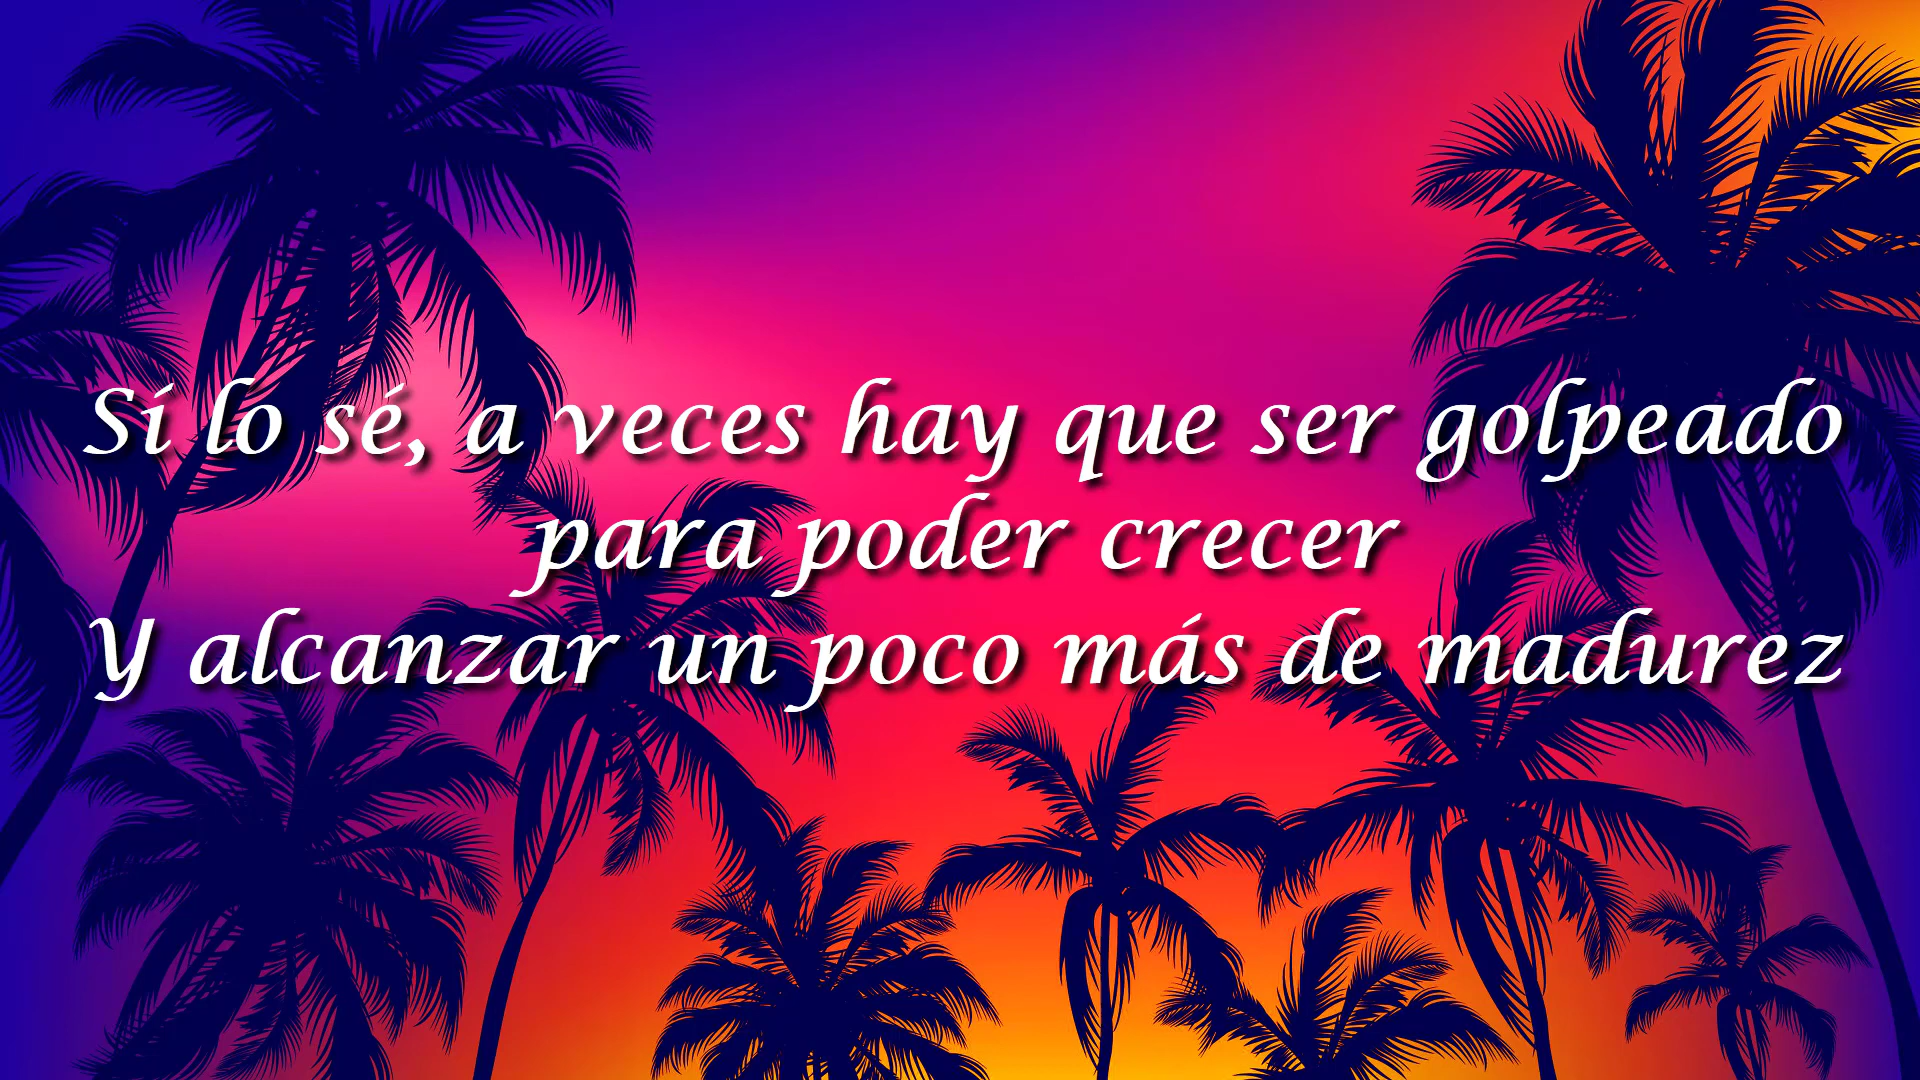 Sí lo sé, a veces hay que ser golpeado
para poder crecer
Y alcanzar un poco más de madurez